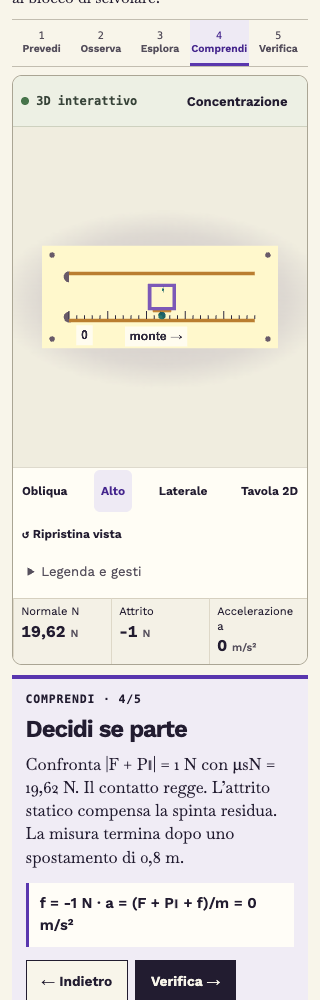 1 2 3 4 5
Prevedi Osserva Esplora Comprendi Verifica
3D interattivo Concentrazione
0 monte →
Obliqua Alto Laterale Tavola 2D
↺ Ripristina vista
▶ Legenda e gesti
Normale N Attrito Accelerazione
a
19,62 N -1 N 0 m/s²
COMPRENDI · 4/5
Decidi se parte
Confronta |F + P∥| = 1 N con μsN =
19,62 N. Il contatto regge. L’attrito
statico compensa la spinta residua.
La misura termina dopo uno
spostamento di 0,8 m.
f = -1 N · a = (F + P∥ + f)/m = 0
m/s²
← Indietro Verifica →